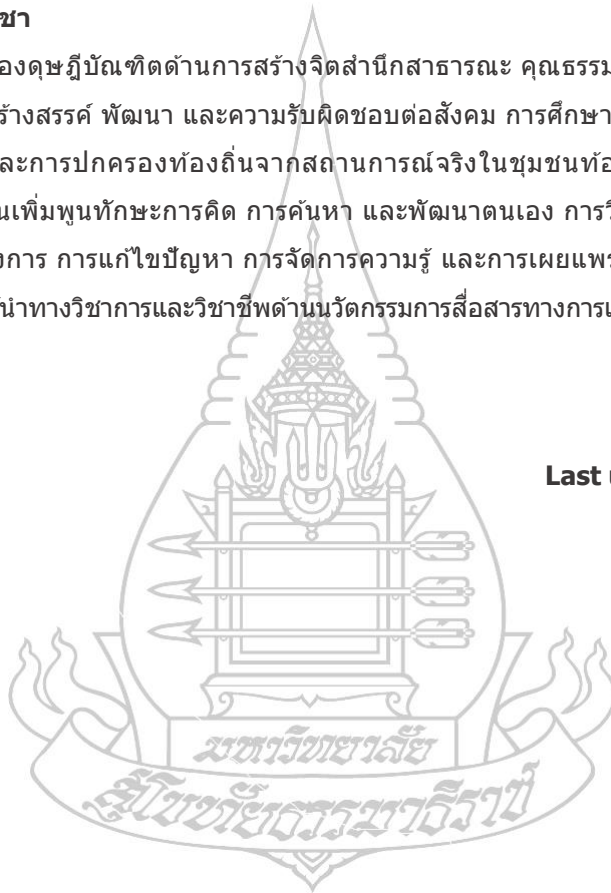 ชา
องดุษฎีบัณฑิตด้านการสร้างจิตสำนึกสาธารณะ คุณธรรม
ร้างสรรค์ พัฒนา และความรับผิดชอบต่อสังคม การศึกษา
ละการปกครองท้องถิ่นจากสถานการณ์จริงในชุมชนท้อ
นเพิ่มพูนทักษะการคิด การค้นหา และพัฒนาตนเอง การวิ
งการ การแก้ไขปัญหา การจัดการความรู้ และการเผยแพร
นำทางวิชาการและวิชาชีพด้านนวัตกรรมการสื่อสารทางการเ
Last
มหาวิทยาลัย
สุโขทัยธรรมาธิราช